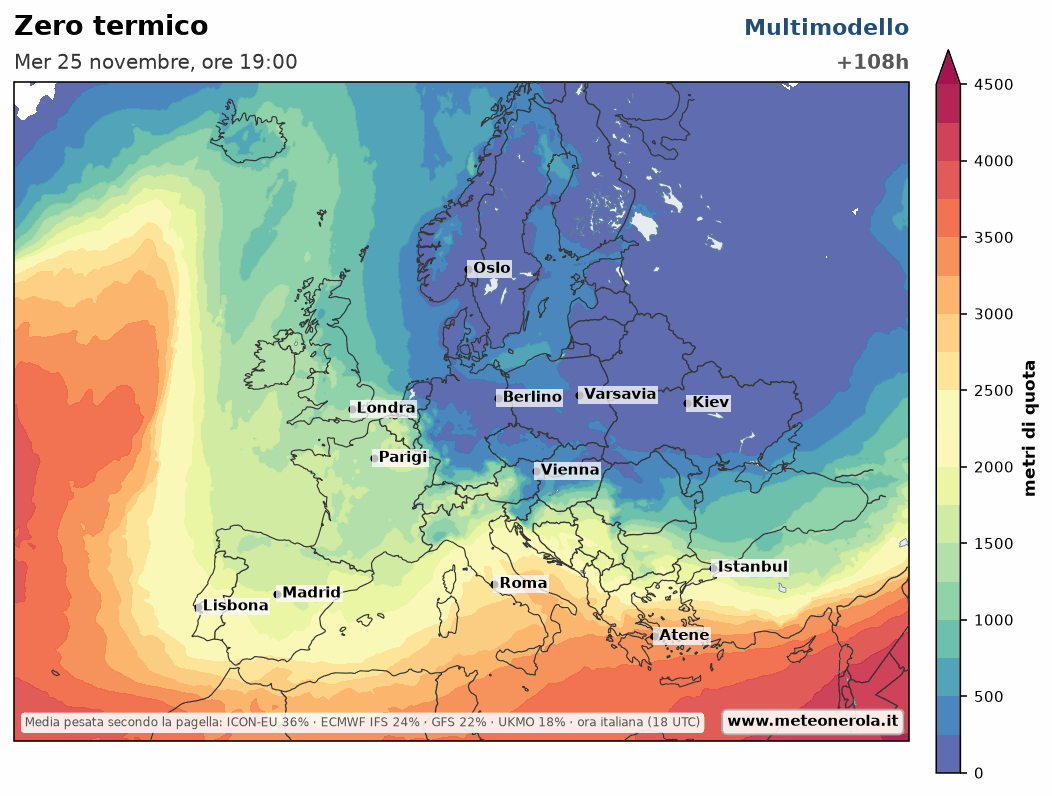 Zero termico
Multimodello
Mer 25 novembre, ore 19:00
+108h
4500
4000
3500
3000
2500
2000
1500
1000
500
0
metri di quota
Oslo
Berlino
Varsavia
Kiev
Londra
Parigi
Vienna
Istanbul
Roma
Madrid
Lisbona
Atene
Media pesata secondo la pagella: ICON-EU 36% · ECMWF IFS 24% · GFS 22% · UKMO 18% · ora italiana (18 UTC)
www.meteonerola.it